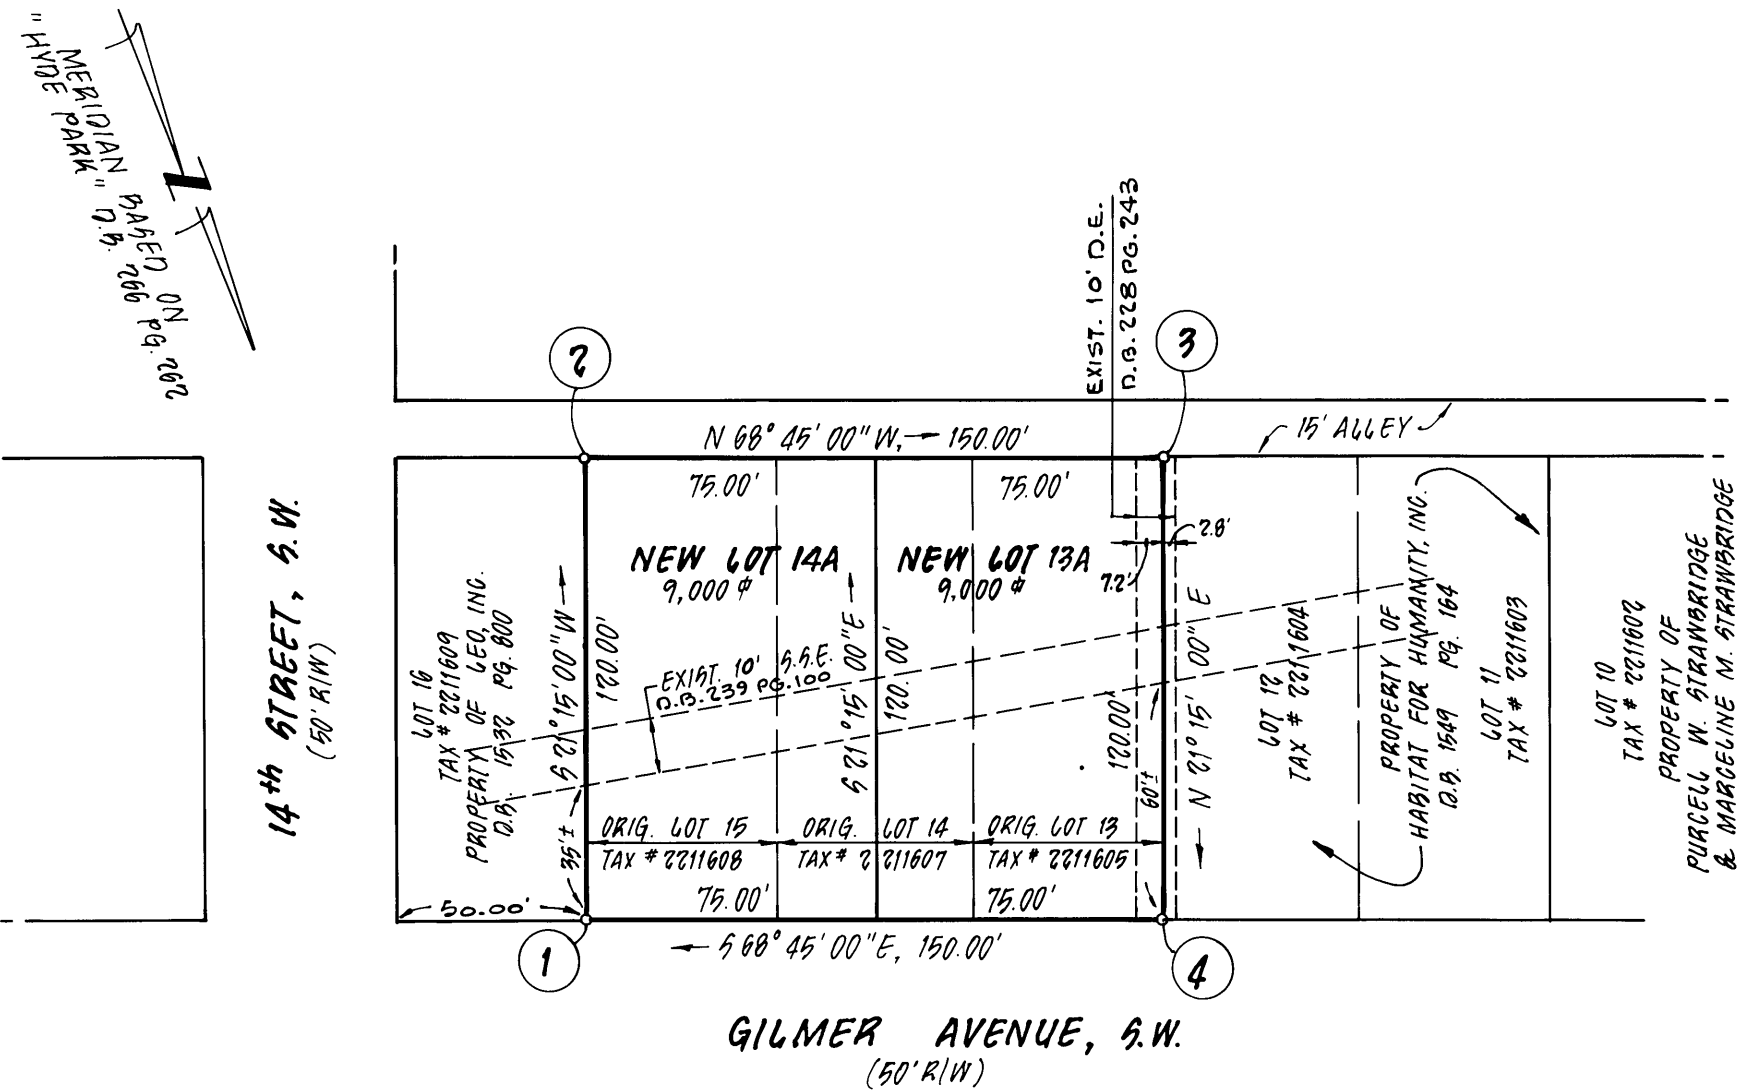 MERIDIAN BASED ON
"HYDE PARK" D.B. 266 PG. 262
EXIST. 10' D.E.
D.B. 228 PG. 243
2
3
N 68° 45' 00" W, 150.00'
15' ALLEY
75.00'
75.00'
2.8'
7.2'
NEW LOT 14A
9,000 ⌀
NEW LOT 13A
9,000 ⌀
14th STREET, S.W.
(50' R/W)
LOT 16
TAX # 2211609
PROPERTY OF LEO, INC.
D.B. 1532 PG. 800
S 21° 15' 00" W
120.00'
EXIST. 10' S.S.E.
D.B. 239 PG. 100
S 21° 15' 00" E
120.00'
120.00'
60'±
N 21° 15' 00" E
LOT 12
TAX # 2211604
PROPERTY OF
HABITAT FOR HUMANITY, INC.
D.B. 1549 PG. 164
LOT 11
TAX # 2211603
LOT 10
TAX # 2211602
PROPERTY OF
PURCELL W. STRAWBRIDGE
& MARCELINE M. STRAWBRIDGE
35'±
ORIG. LOT 15
TAX # 2211608
ORIG. LOT 14
TAX # 2211607
ORIG. LOT 13
TAX # 2211605
50.00'
75.00'
75.00'
S 68° 45' 00" E, 150.00'
1
4
GILMER AVENUE, S.W.
(50' R/W)